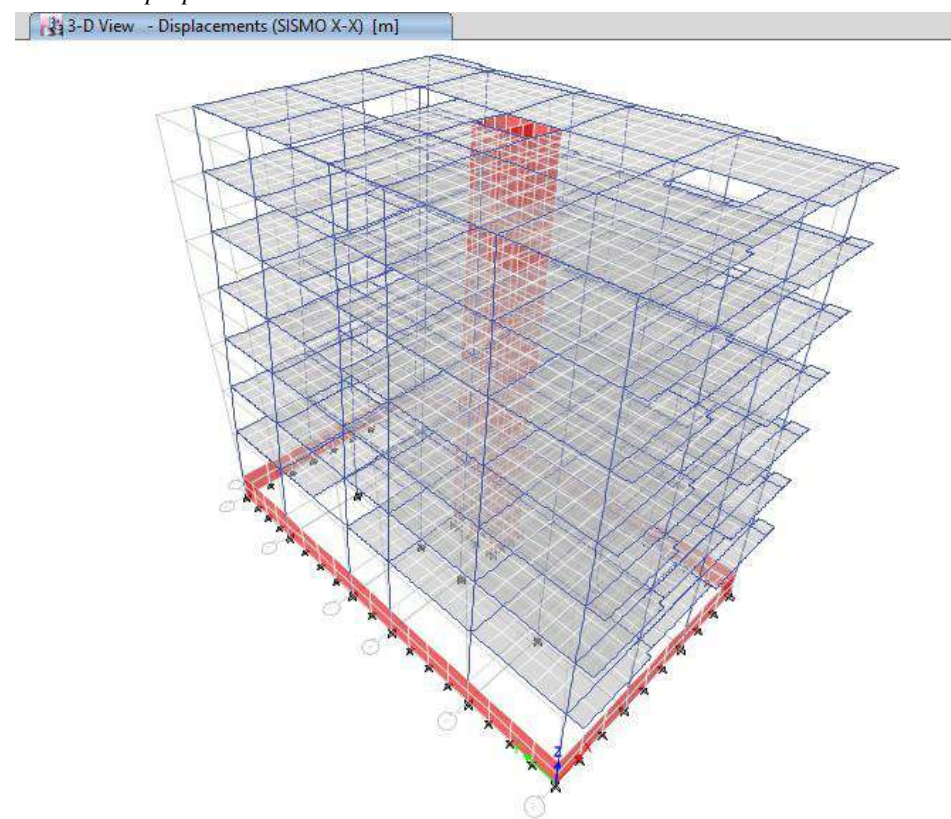 3-D View - Displacements (SISMO X-X) [m]
Z
X